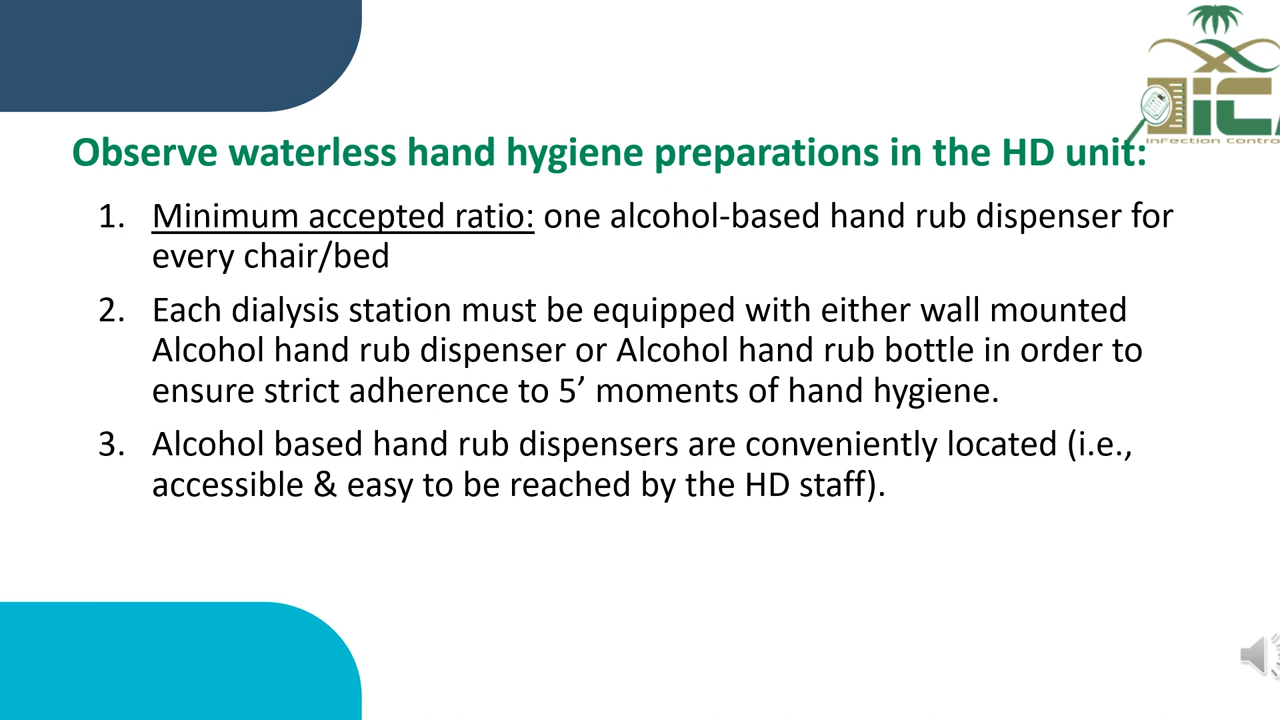 Observe waterless hand hygiene preparations in the HD unit:
1. Minimum accepted ratio: one alcohol-based hand rub dispenser for
every chair/bed
2. Each dialysis station must be equipped with either wall mounted
Alcohol hand rub dispenser or Alcohol hand rub bottle in order to
ensure strict adherence to 5’ moments of hand hygiene.
3. Alcohol based hand rub dispensers are conveniently located (i.e.,
accessible & easy to be reached by the HD staff).
Infection Contro